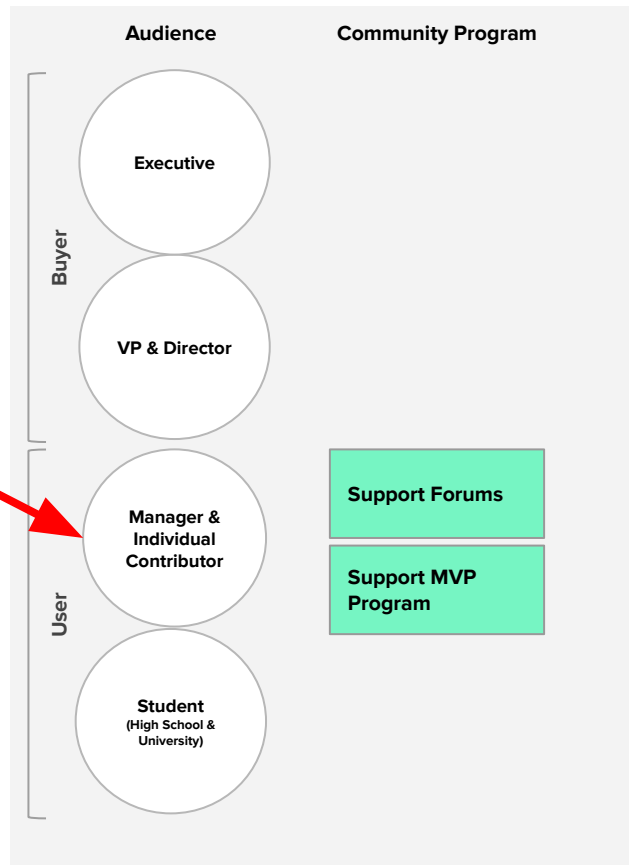 Audience
Community Program
Buyer
Executive
VP & Director
User
Manager &
Individual
Contributor
Support Forums
Support MVP
Program
Student
(High School &
University)